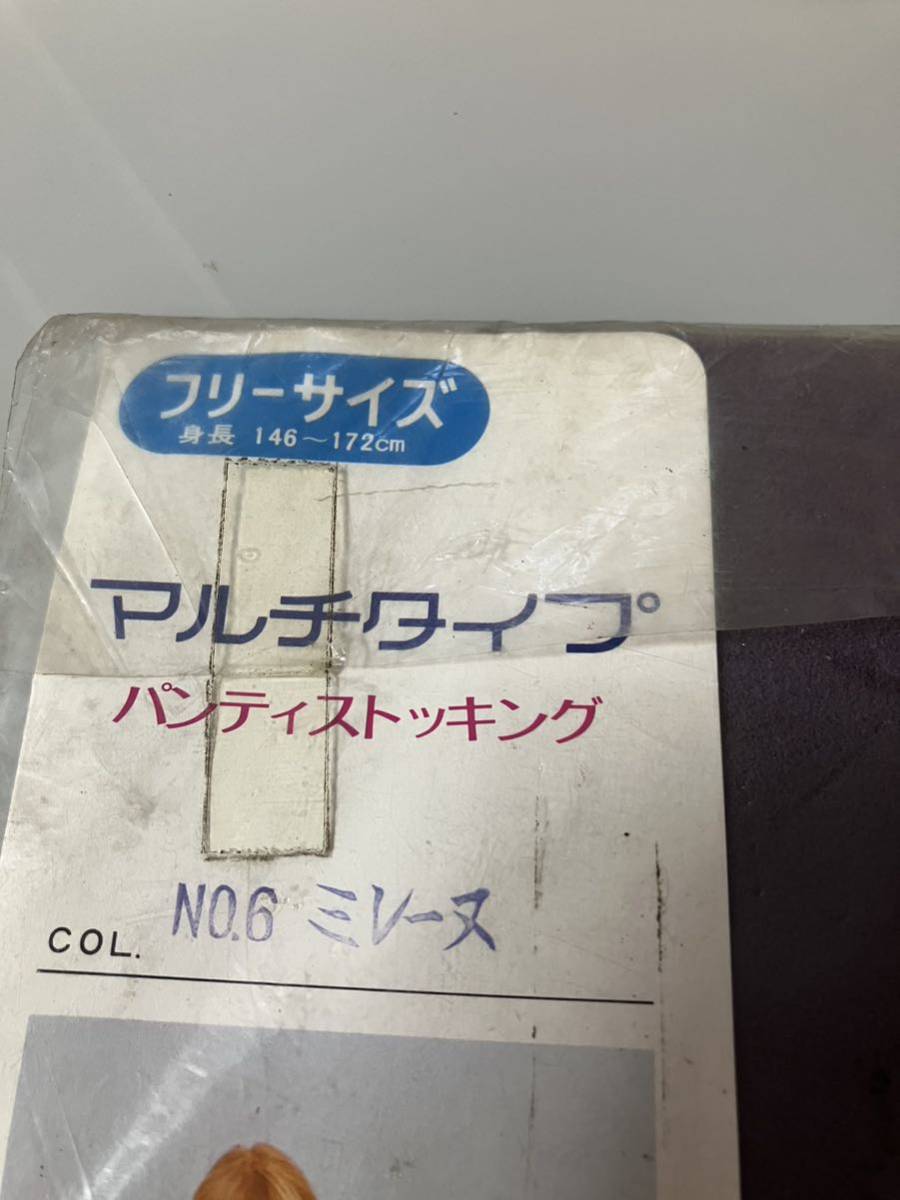 フリーサイズ
身長 146～172cm
マルチタイプ
パンティストッキング
COL. NO.6 ミレーヌ